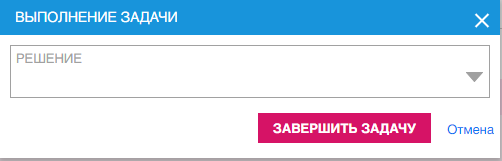 ВЫПОЛНЕНИЕ ЗАДАЧИ
РЕШЕНИЕ
ЗАВЕРШИТЬ ЗАДАЧУ Отмена